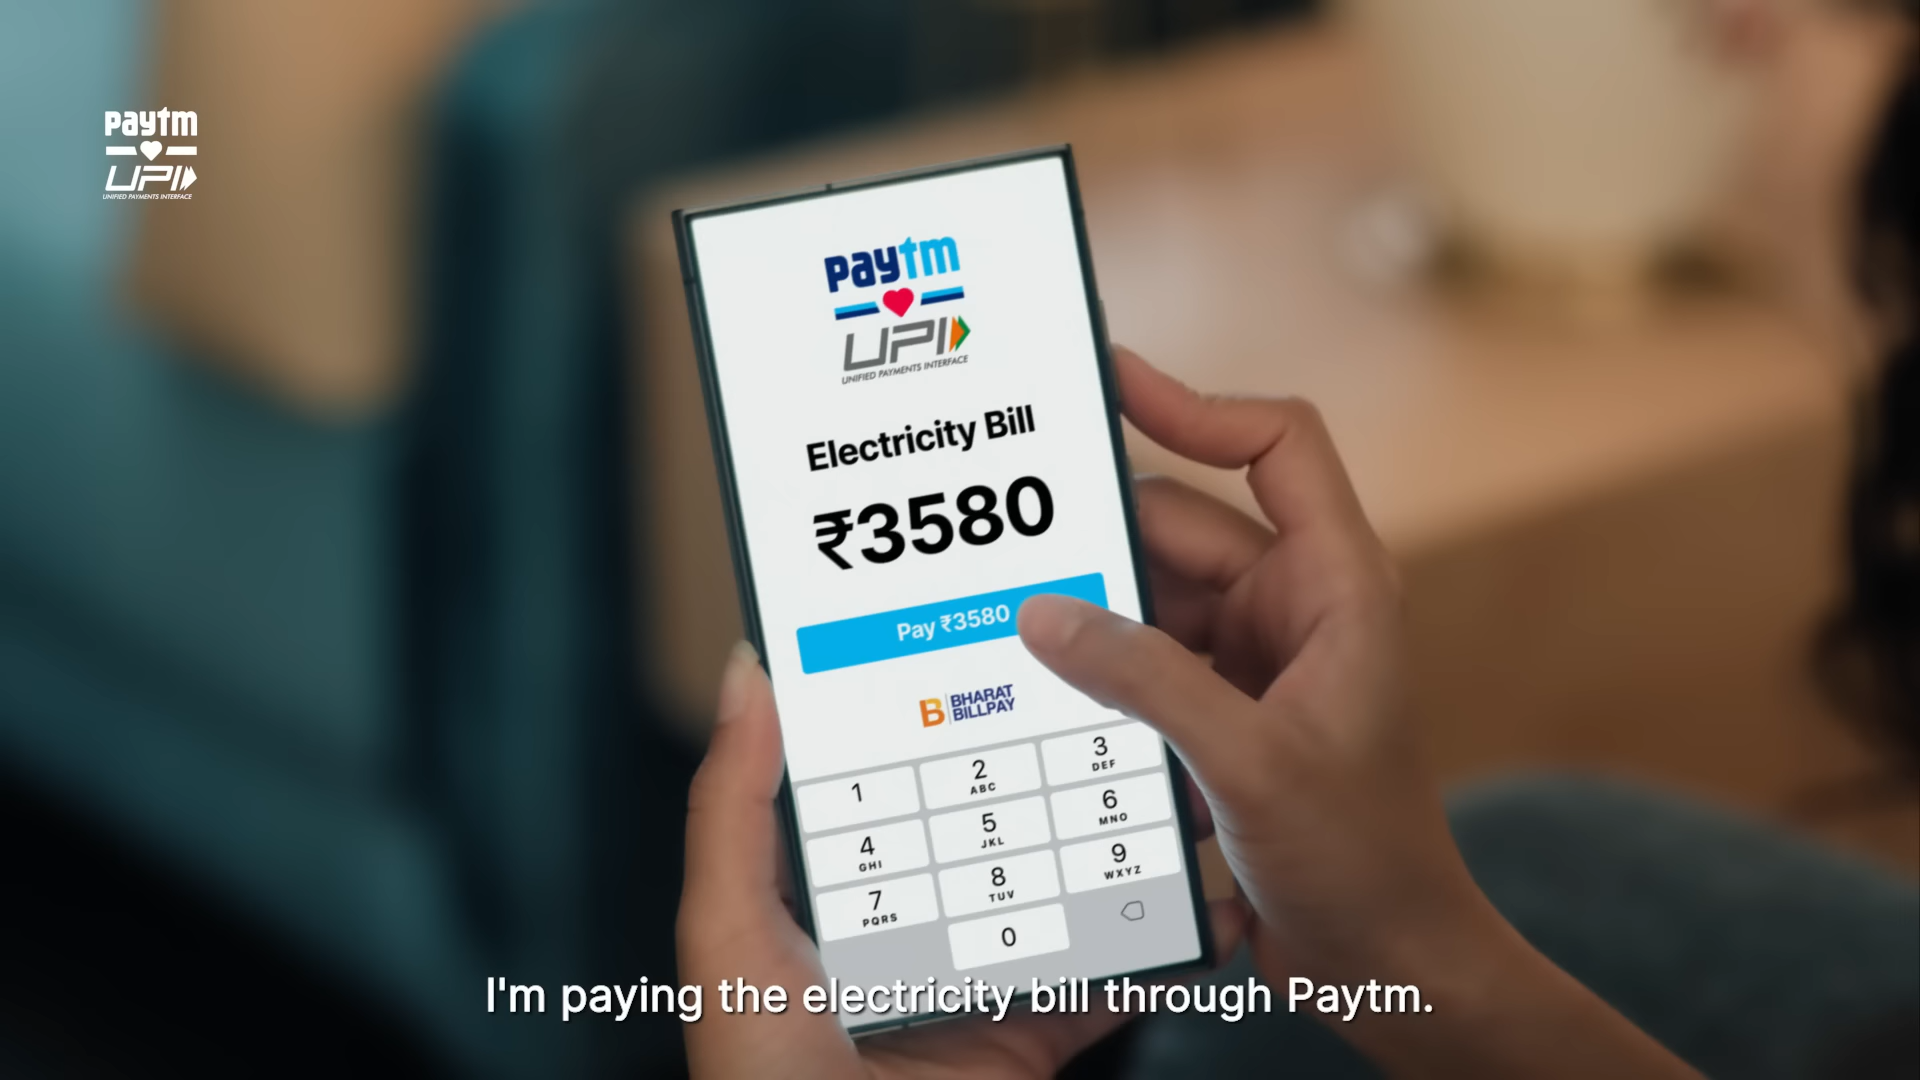 paytm
UPI
UNIFIED PAYMENTS INTERFACE
paytm
UPI
UNIFIED PAYMENTS INTERFACE
Electricity Bill
₹3580
Pay ₹3580
B BHARAT
BILLPAY
1
2
ABC
3
DEF
4
GHI
5
JKL
6
MNO
7
PQRS
8
TUV
9
WXYZ
0
I'm paying the electricity bill through Paytm.